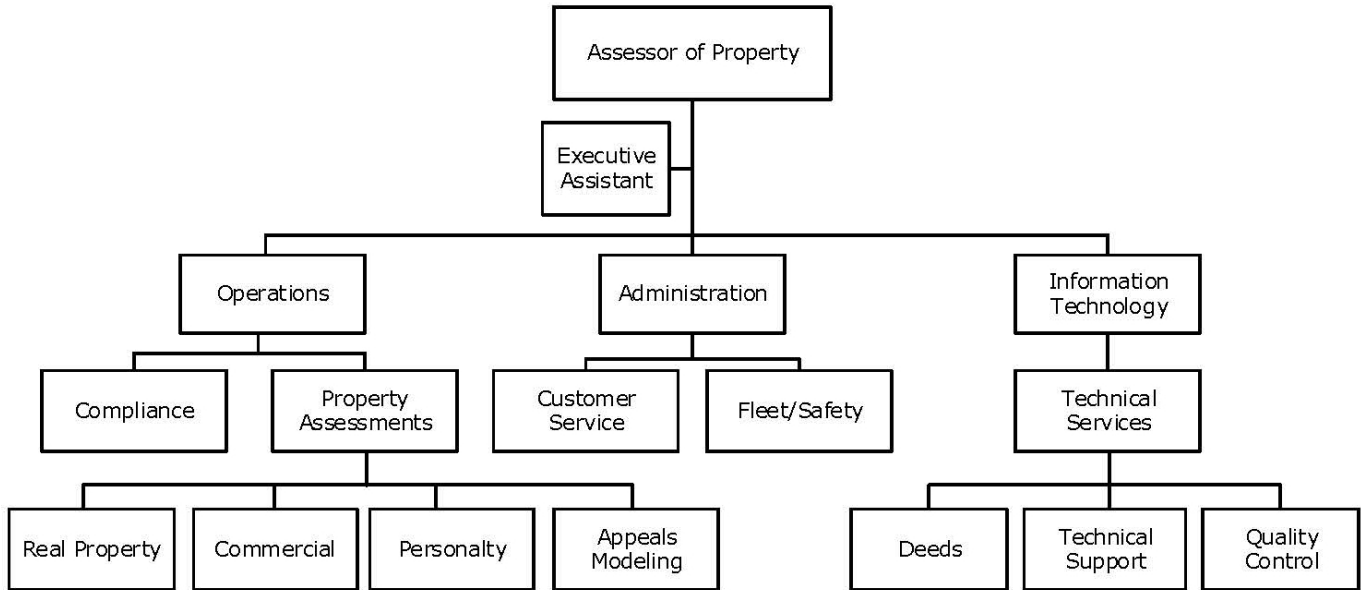 Assessor of Property
Executive
Assistant
Operations
Administration
Information
Technology
Compliance
Property
Assessments
Customer
Service
Fleet/Safety
Technical
Services
Real Property
Commercial
Personalty
Appeals
Modeling
Deeds
Technical
Support
Quality
Control